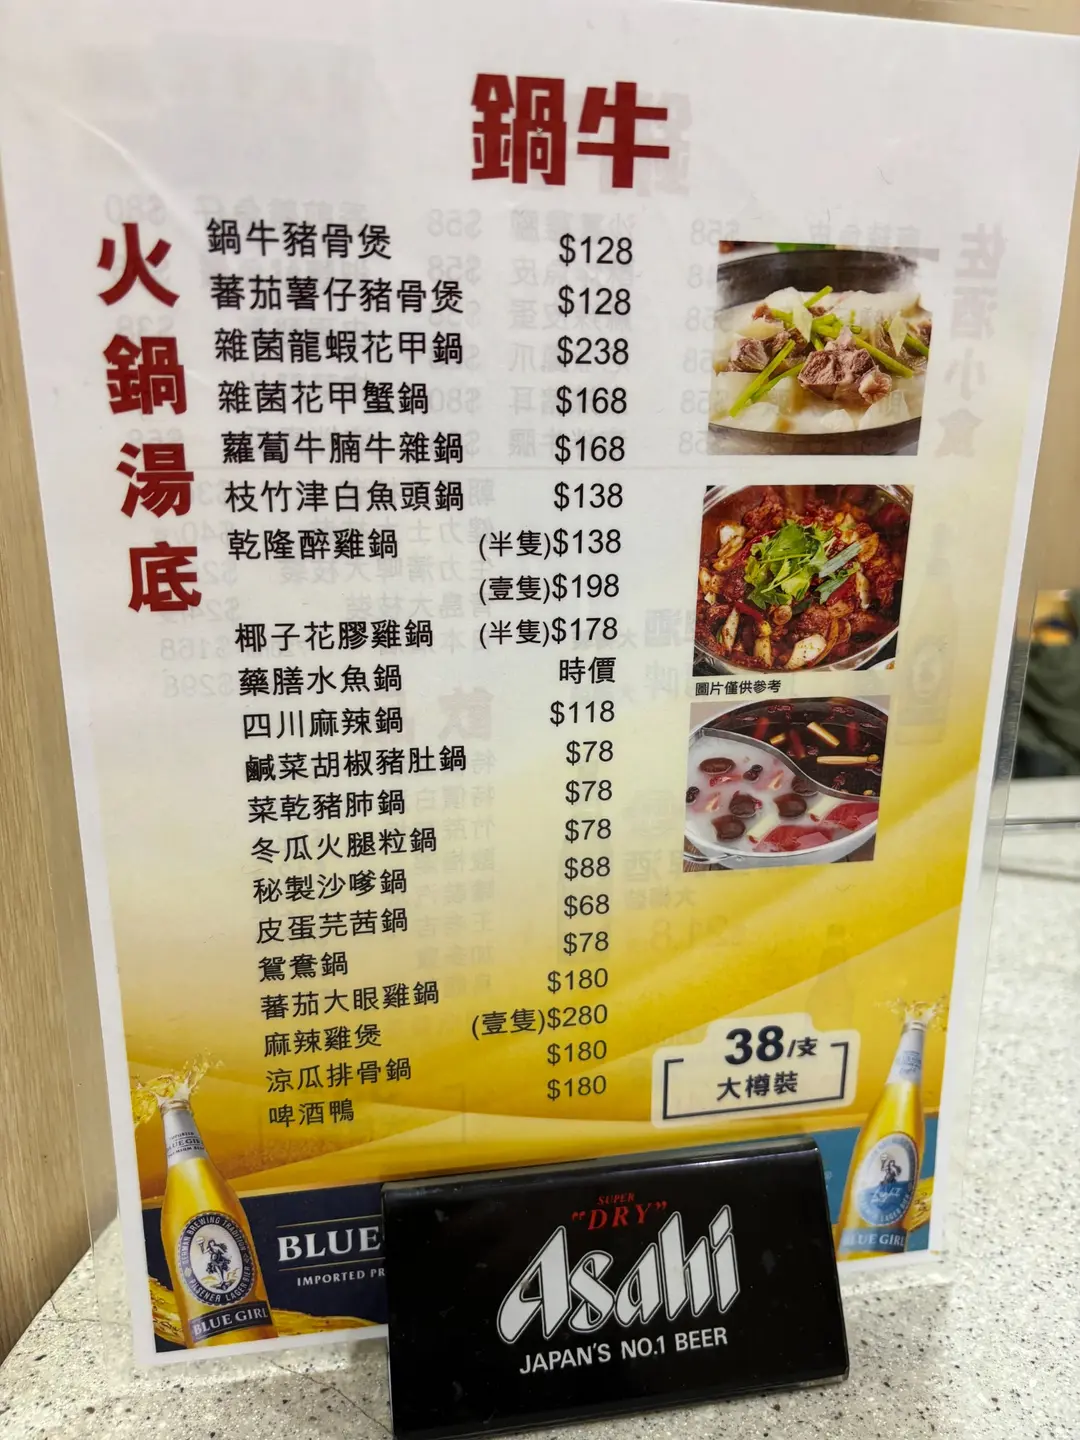 鍋牛
火鍋湯底
鍋牛豬骨煲 $128
蕃茄薯仔豬骨煲 $128
雜菌龍蝦花甲鍋 $238
雜菌花甲蟹鍋 $168
蘿蔔牛腩牛雜鍋 $168
枝竹津白魚頭鍋 $138
乾隆醉雞鍋 (半隻)$138
(壹隻)$198
椰子花膠雞鍋 (半隻)$178
藥膳水魚鍋 時價
四川麻辣鍋 $118
鹹菜胡椒豬肚鍋 $78
菜乾豬肺鍋 $78
冬瓜火腿粒鍋 $78
秘製沙嗲鍋 $88
皮蛋芫茜鍋 $68
鴛鴦鍋 $78
蕃茄大眼雞鍋 $180
麻辣雞煲 (壹隻)$280
涼瓜排骨鍋 $180
啤酒鴨 $180
圖片僅供參考
38/支
大樽裝
BLUE GIRL
BLUE
IMPORTED PR
BLUE GIRL
SUPER
"DRY"
Asahi
JAPAN'S NO.1 BEER